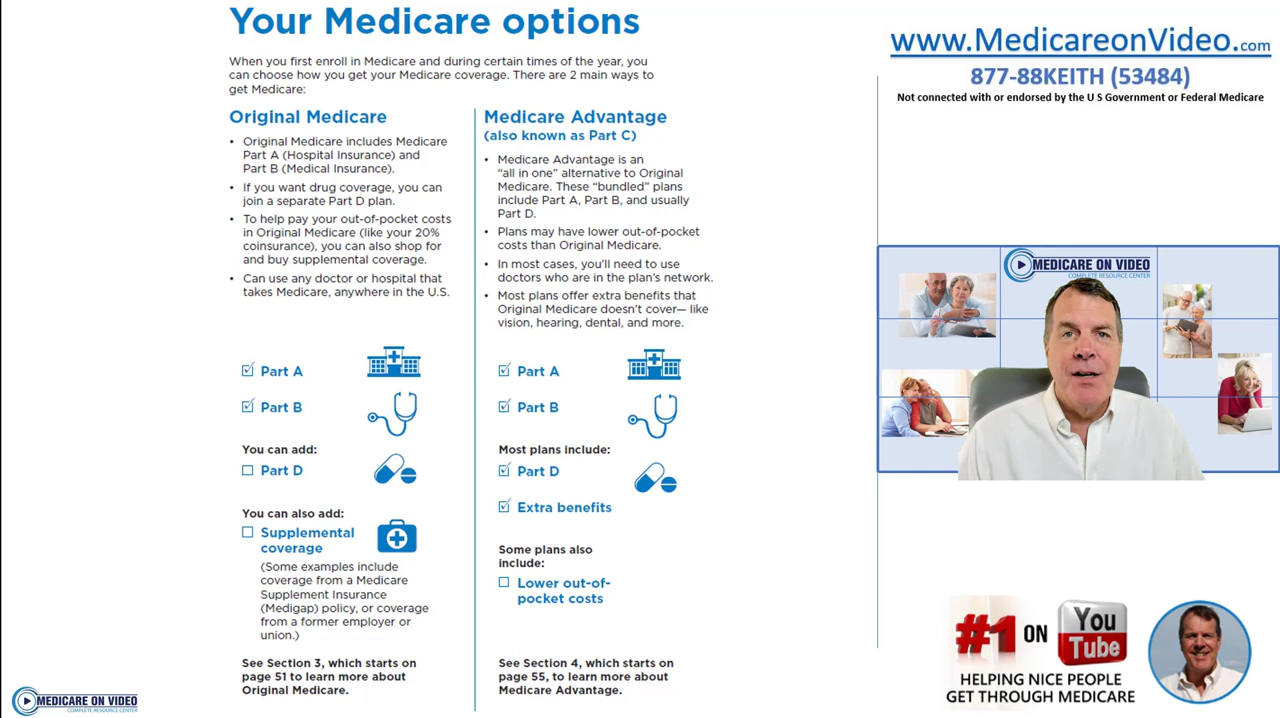 Your Medicare options
When you first enroll in Medicare and during certain times of the year, you
can choose how you get your Medicare coverage. There are 2 main ways to
get Medicare:
Original Medicare
• Original Medicare includes Medicare
Part A (Hospital Insurance) and
Part B (Medical Insurance).
• If you want drug coverage, you can
join a separate Part D plan.
• To help pay your out-of-pocket costs
in Original Medicare (like your 20%
coinsurance), you can also shop for
and buy supplemental coverage.
• Can use any doctor or hospital that
takes Medicare, anywhere in the U.S.
Part A
Part B
You can add:
Part D
You can also add:
Supplemental
coverage
(Some examples include
coverage from a Medicare
Supplement Insurance
(Medigap) policy, or coverage
from a former employer or
union.)
See Section 3, which starts on
page 51 to learn more about
Original Medicare.
Medicare Advantage
(also known as Part C)
• Medicare Advantage is an
“all in one” alternative to Original
Medicare. These “bundled” plans
include Part A, Part B, and usually
Part D.
• Plans may have lower out-of-pocket
costs than Original Medicare.
• In most cases, you’ll need to use
doctors who are in the plan’s network.
• Most plans offer extra benefits that
Original Medicare doesn’t cover— like
vision, hearing, dental, and more.
Part A
Part B
Most plans include:
Part D
Extra benefits
Some plans also
include:
Lower out-of-
pocket costs
See Section 4, which starts on
page 55, to learn more about
Medicare Advantage.
www.MedicareonVideo.com
877-88KEITH (53484)
Not connected with or endorsed by the U S Government or Federal Medicare
MEDICARE ON VIDEO
COMPLETE RESOURCE CENTER
#1 ON You Tube
HELPING NICE PEOPLE
GET THROUGH MEDICARE
MEDICARE ON VIDEO
COMPLETE RESOURCE CENTER